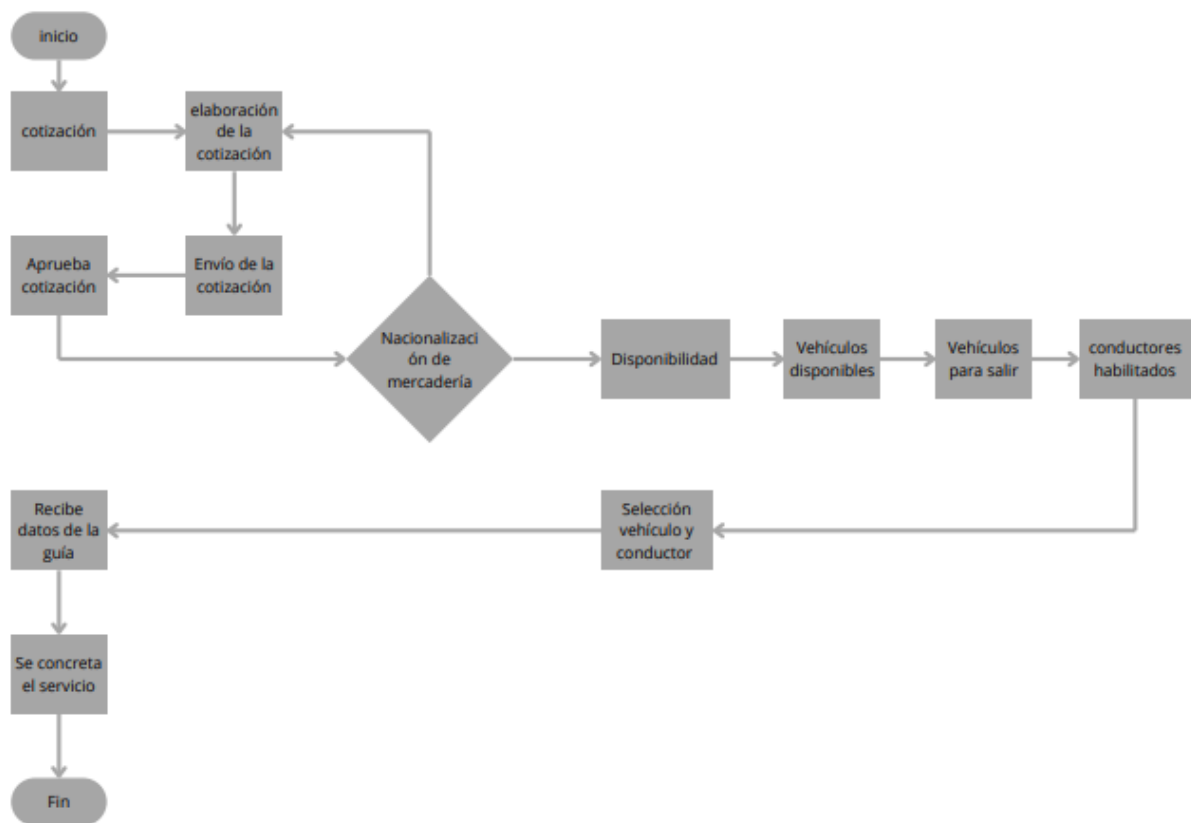 inicio
cotización
elaboración
de la
cotización
Envío de la
cotización
Aprueba
cotización
Nacionalizaci
ón de
mercadería
Disponibilidad
Vehículos
disponibles
Vehículos
para salir
conductores
habilitados
Selección
vehículo y
conductor
Recibe
datos de la
guía
Se concreta
el servicio
Fin